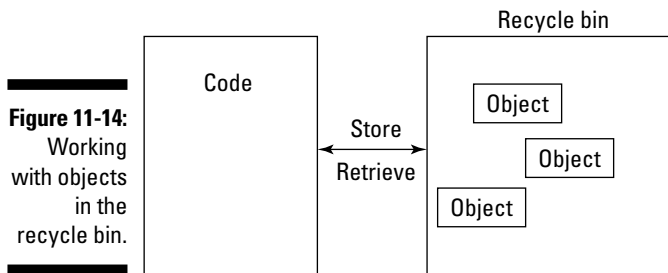 Recycle bin
Code
Object
Figure 11-14:
Working
with objects
in the
recycle bin.
Store
Retrieve
Object
Object